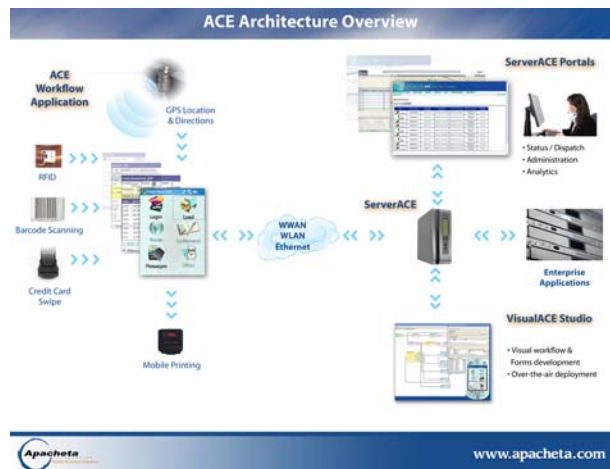 ACE Architecture Overview
ACE
Workflow
Application
GPS Location
& Directions
RFID
Barcode Scanning
Credit Card
Swipe
Login
Load
Route
Settlement
Messages
Other
Mobile Printing
WWAN
WLAN
Ethernet
ServerACE
ServerACE Portals
• Status / Dispatch
• Administration
• Analytics
Enterprise
Applications
VisualACE Studio
• Visual workflow &
Forms development
• Over-the-air deployment
Apacheta
www.apacheta.com